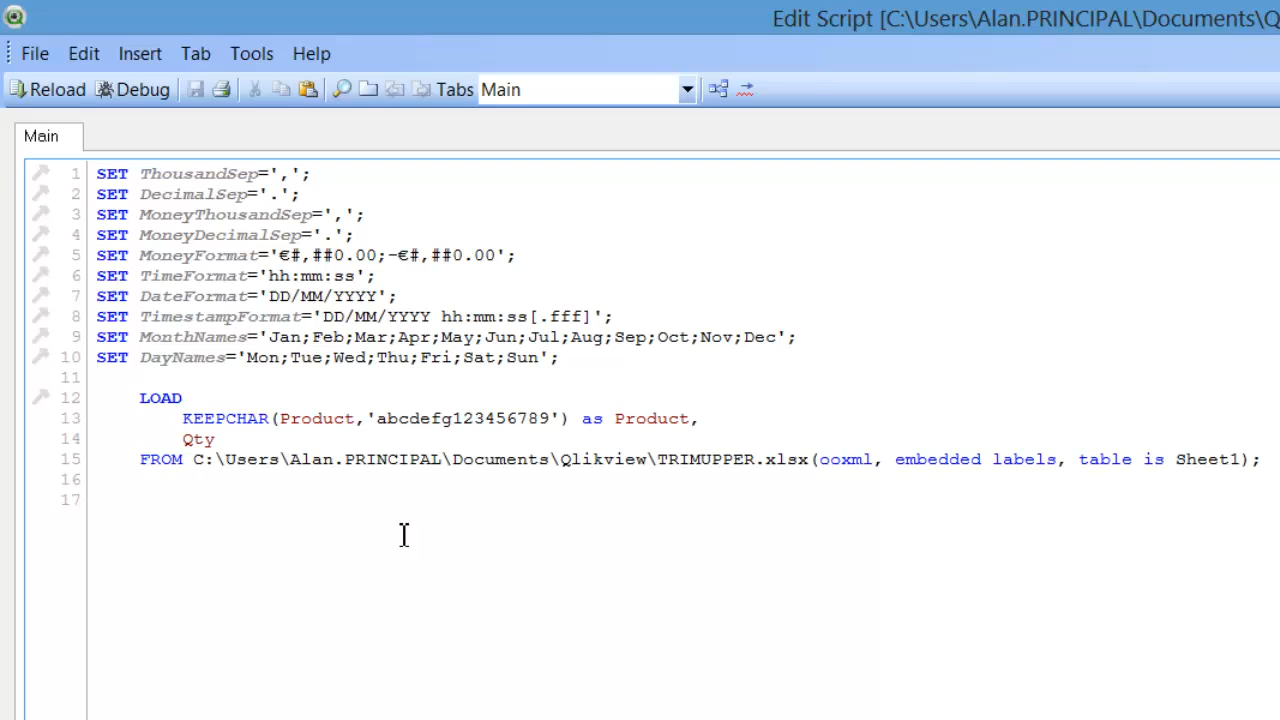 Edit Script [C:\Users\Alan.PRINCIPAL\Documents\Q
File Edit Insert Tab Tools Help
Reload Debug Tabs Main
Main
1 SET ThousandSep=',';
2 SET DecimalSep='.';
3 SET MoneyThousandSep=',';
4 SET MoneyDecimalSep='.';
5 SET MoneyFormat='€#,##0.00;-€#,##0.00';
6 SET TimeFormat='hh:mm:ss';
7 SET DateFormat='DD/MM/YYYY';
8 SET TimestampFormat='DD/MM/YYYY hh:mm:ss[.fff]';
9 SET MonthNames='Jan;Feb;Mar;Apr;May;Jun;Jul;Aug;Sep;Oct;Nov;Dec';
10 SET DayNames='Mon;Tue;Wed;Thu;Fri;Sat;Sun';
11
12 LOAD
13 KEEPCHAR(Product,'abcdefg123456789') as Product,
14 Qty
15 FROM C:\Users\Alan.PRINCIPAL\Documents\Qlikview\TRIMUPPER.xlsx(ooxml, embedded labels, table is Sheet1);
16
17